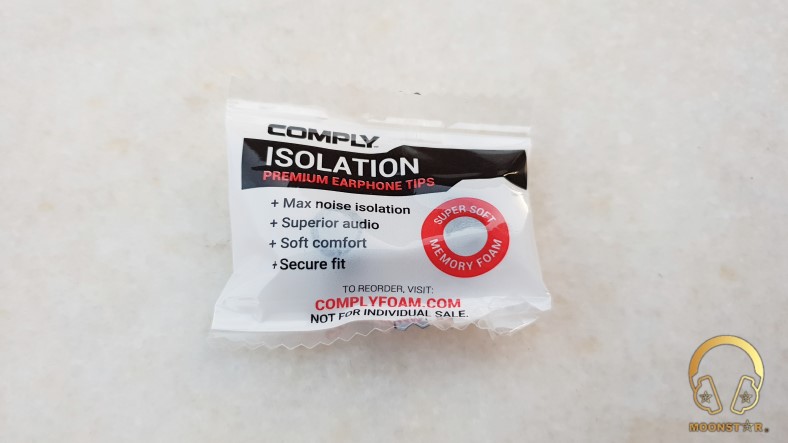 COMPLY
ISOLATION
PREMIUM EARPHONE TIPS
+ Max noise isolation
+ Superior audio
+ Soft comfort
+ Secure fit
SUPER SOFT
MEMORY FOAM
TO REORDER, VISIT:
COMPLYFOAM.COM
NOT FOR INDIVIDUAL SALE.
MOONST☆R